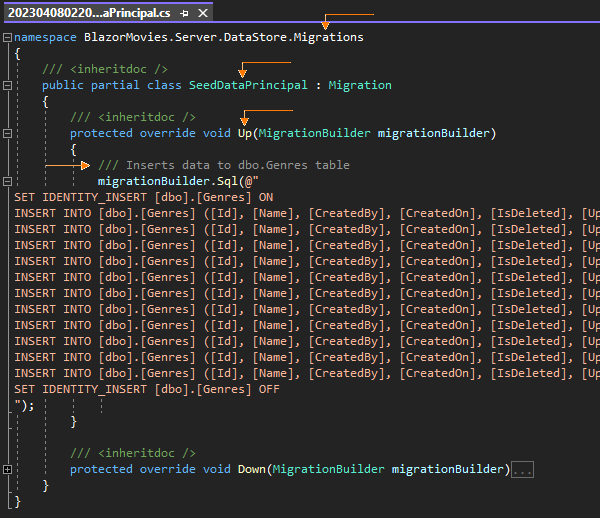 202304080220...aPrincipal.cs
namespace BlazorMovies.Server.DataStore.Migrations
{
/// <inheritdoc />
public partial class SeedDataPrincipal : Migration
{
/// <inheritdoc />
protected override void Up(MigrationBuilder migrationBuilder)
{
/// Inserts data to dbo.Genres table
migrationBuilder.Sql(@"
SET IDENTITY_INSERT [dbo].[Genres] ON
INSERT INTO [dbo].[Genres] ([Id], [Name], [CreatedBy], [CreatedOn], [IsDeleted], [Up
INSERT INTO [dbo].[Genres] ([Id], [Name], [CreatedBy], [CreatedOn], [IsDeleted], [Up
INSERT INTO [dbo].[Genres] ([Id], [Name], [CreatedBy], [CreatedOn], [IsDeleted], [Up
INSERT INTO [dbo].[Genres] ([Id], [Name], [CreatedBy], [CreatedOn], [IsDeleted], [Up
INSERT INTO [dbo].[Genres] ([Id], [Name], [CreatedBy], [CreatedOn], [IsDeleted], [Up
INSERT INTO [dbo].[Genres] ([Id], [Name], [CreatedBy], [CreatedOn], [IsDeleted], [Up
INSERT INTO [dbo].[Genres] ([Id], [Name], [CreatedBy], [CreatedOn], [IsDeleted], [Up
INSERT INTO [dbo].[Genres] ([Id], [Name], [CreatedBy], [CreatedOn], [IsDeleted], [Up
INSERT INTO [dbo].[Genres] ([Id], [Name], [CreatedBy], [CreatedOn], [IsDeleted], [Up
INSERT INTO [dbo].[Genres] ([Id], [Name], [CreatedBy], [CreatedOn], [IsDeleted], [Up
INSERT INTO [dbo].[Genres] ([Id], [Name], [CreatedBy], [CreatedOn], [IsDeleted], [Up
SET IDENTITY_INSERT [dbo].[Genres] OFF
");
}
/// <inheritdoc />
protected override void Down(MigrationBuilder migrationBuilder)...
}
}